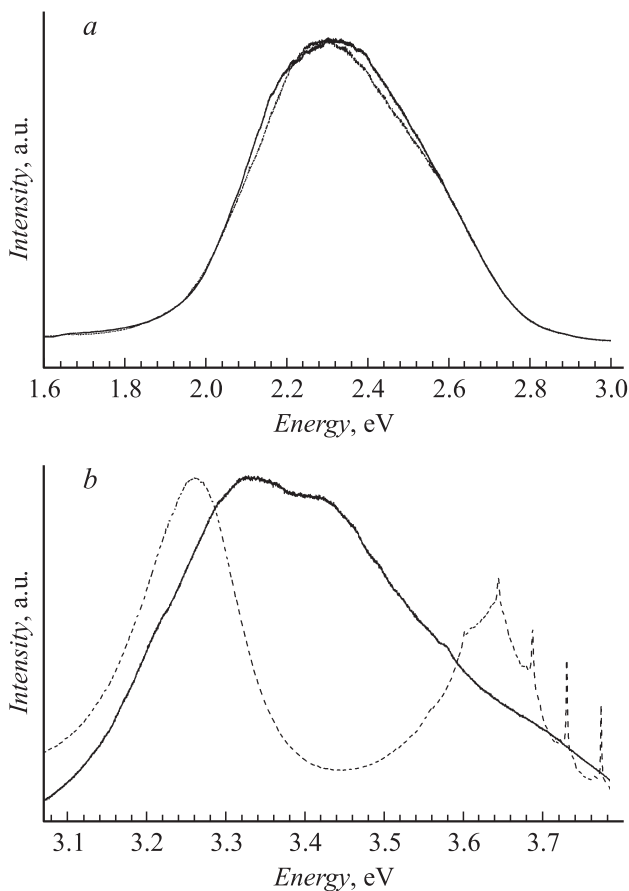 a
Intensity, a.u.
1.6 1.8 2.0 2.2 2.4 2.6 2.8 3.0
Energy, eV
b
Intensity, a.u.
3.1 3.2 3.3 3.4 3.5 3.6 3.7
Energy, eV